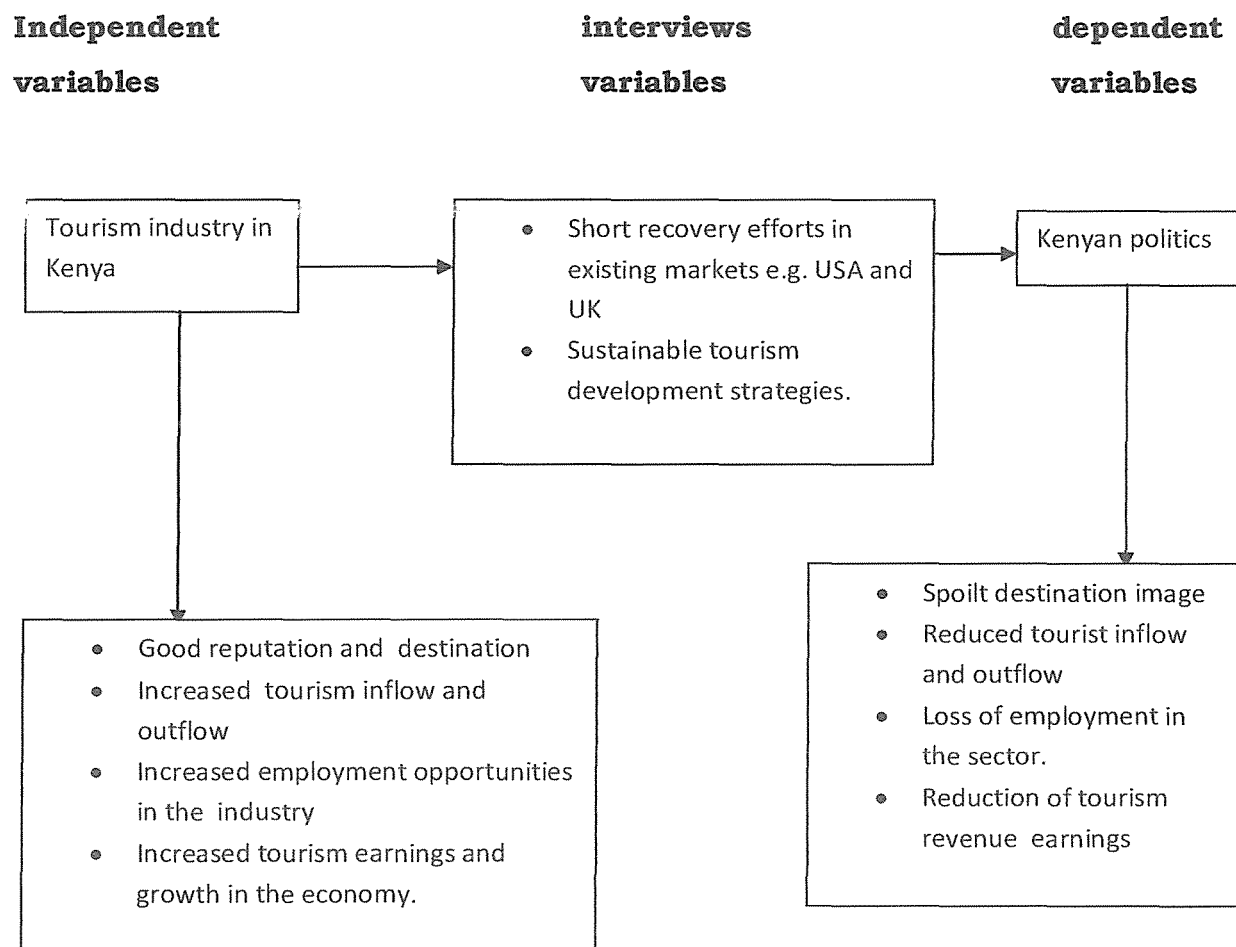 Independent
variables
interviews
variables
dependent
variables
Tourism industry in
Kenya
• Short recovery efforts in
existing markets e.g. USA and
UK
• Sustainable tourism
development strategies.
Kenyan politics
• Good reputation and destination
• Increased tourism inflow and
outflow
• Increased employment opportunities
in the industry
• Increased tourism earnings and
growth in the economy.
• Spoilt destination image
• Reduced tourist inflow
and outflow
• Loss of employment in
the sector.
• Reduction of tourism
revenue earnings